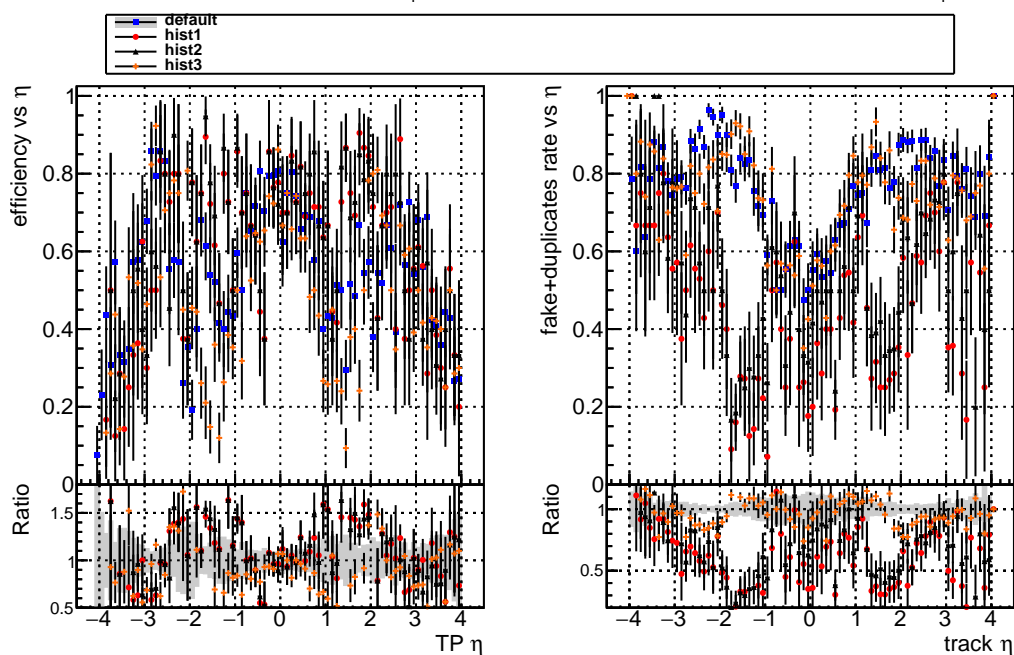 default
hist1
hist2
hist3
efficiency vs η
1
0.8
0.6
0.4
0.2
0
Ratio
1.5
1
0.5
−4 −3 −2 −1 0 1 2 3 4
TP η
fake+duplicates rate vs η
1
0.8
0.6
0.4
0.2
0
Ratio
1
0.5
−4 −3 −2 −1 0 1 2 3 4
track η